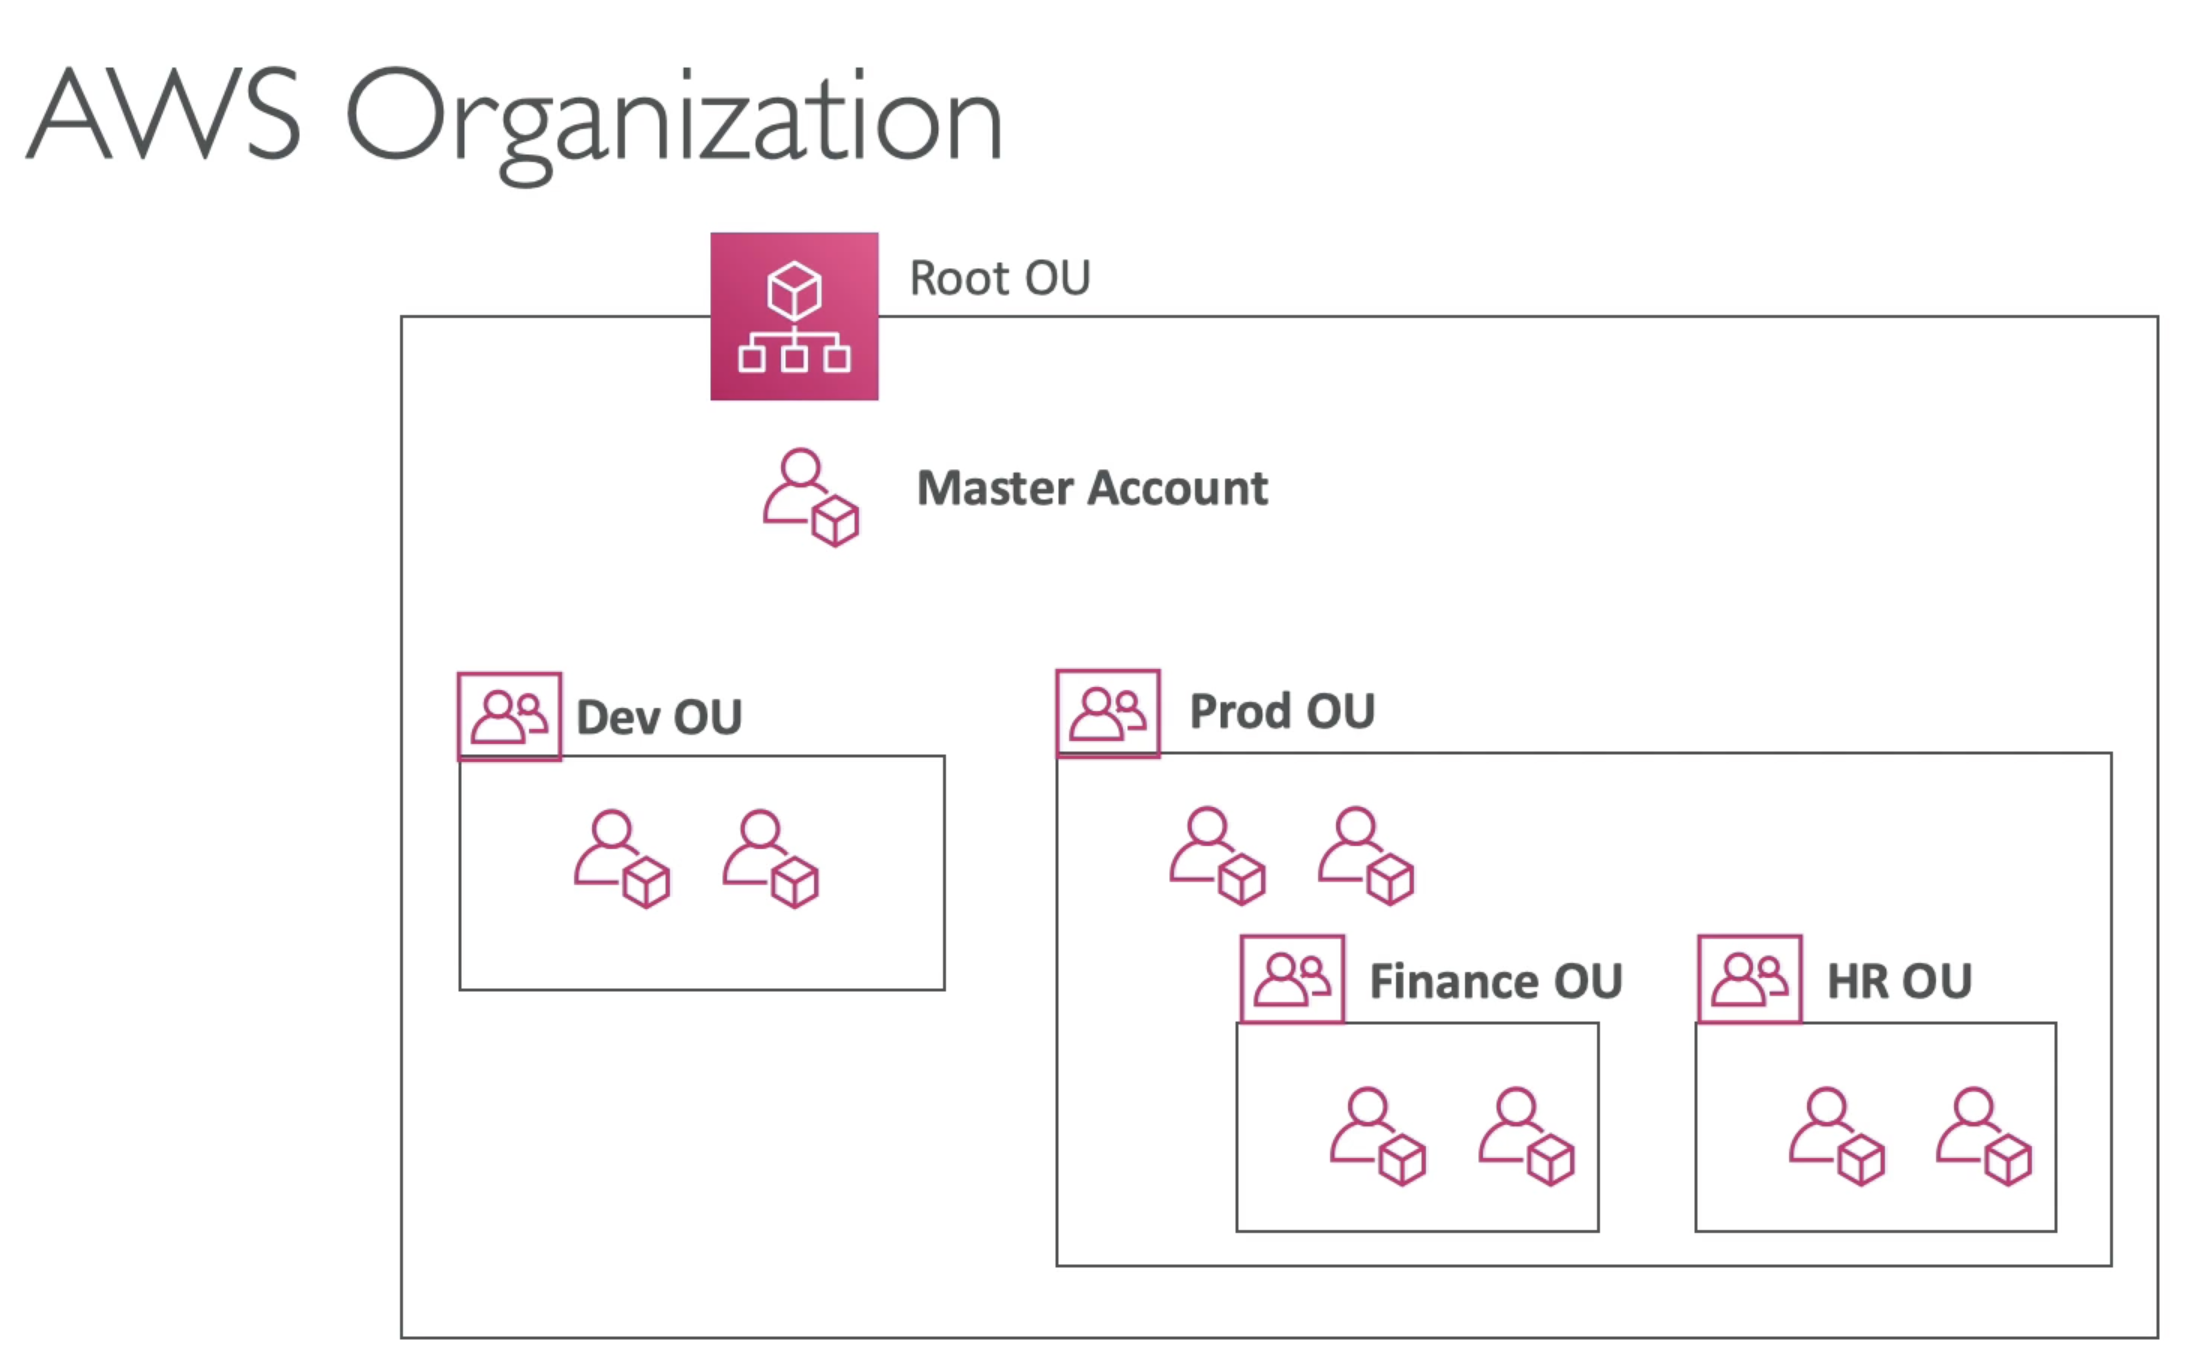 AWS Organization
Root OU
Master Account
Dev OU
Prod OU
Finance OU
HR OU